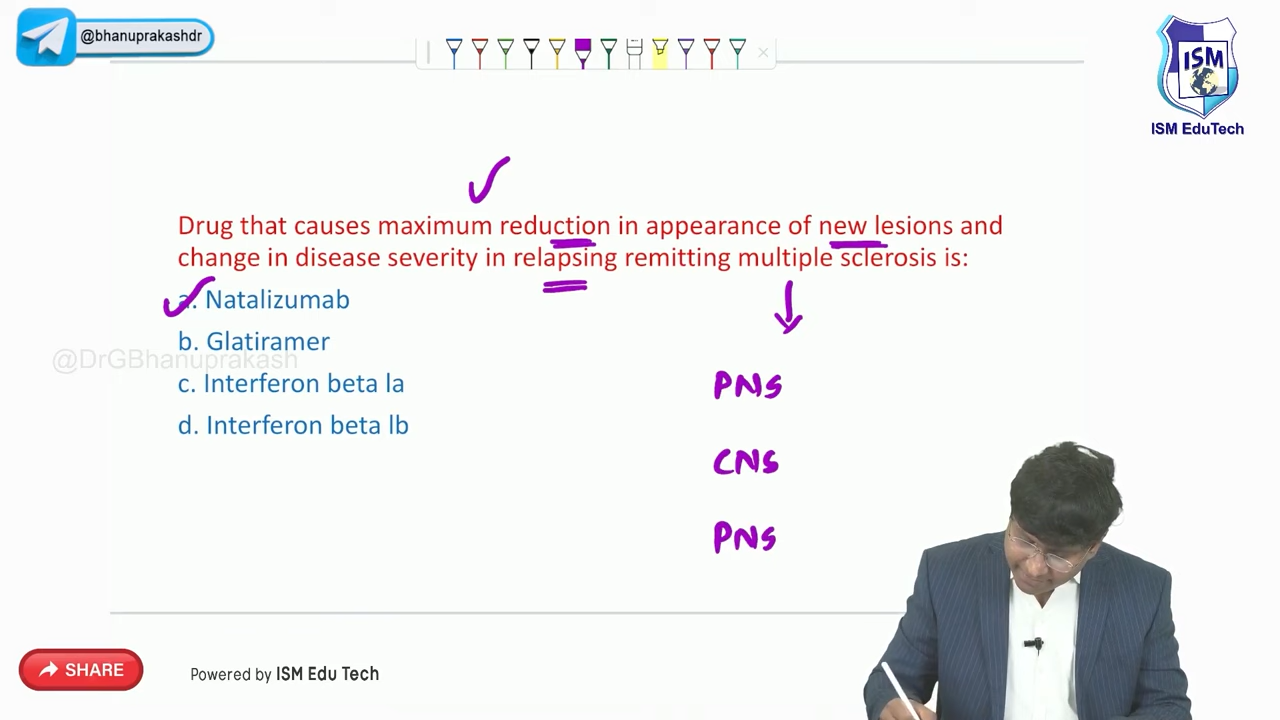 @bhanuprakashdr
ISM
ISM EduTech
Drug that causes maximum reduction in appearance of new lesions and
change in disease severity in relapsing remitting multiple sclerosis is:
a. Natalizumab
b. Glatiramer
@DrGBhanuprakash
c. Interferon beta la
d. Interferon beta lb
PNS
CNS
PNS
SHARE
Powered by ISM Edu Tech